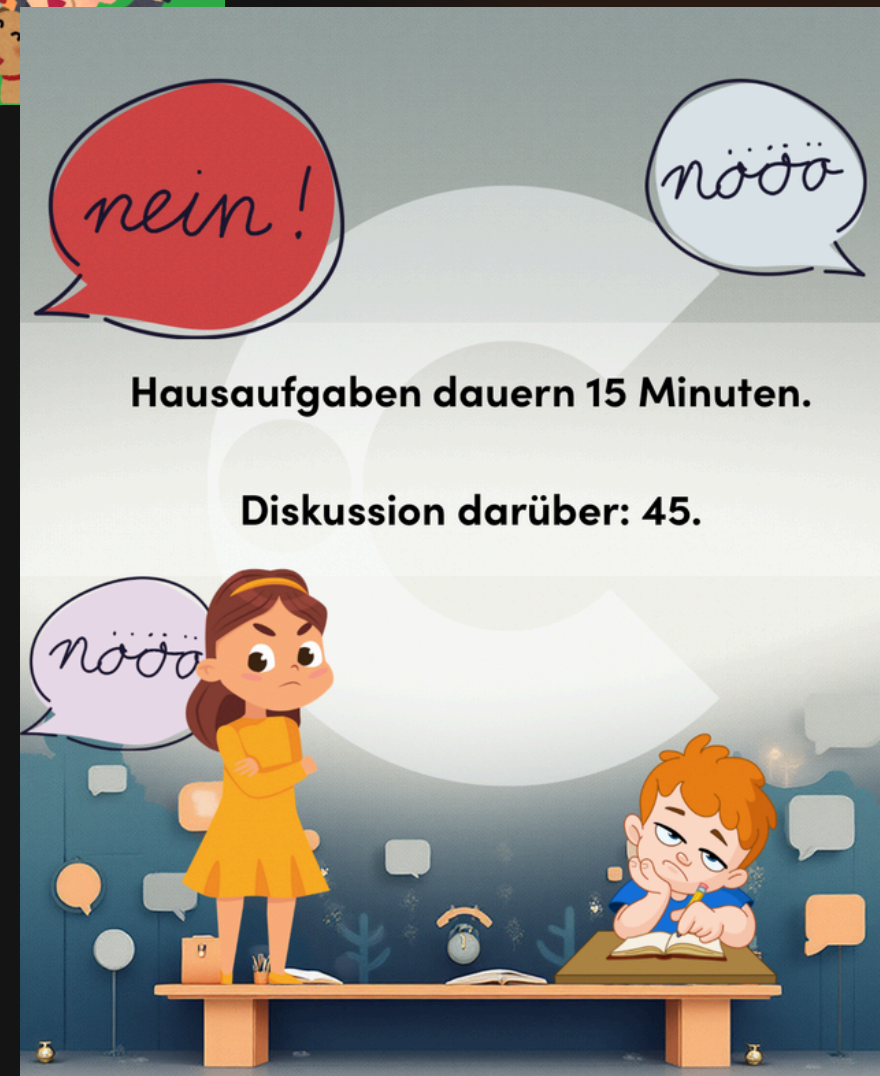 nein!
nööö
Hausaufgaben dauern 15 Minuten.
Diskussion darüber: 45.
nööö